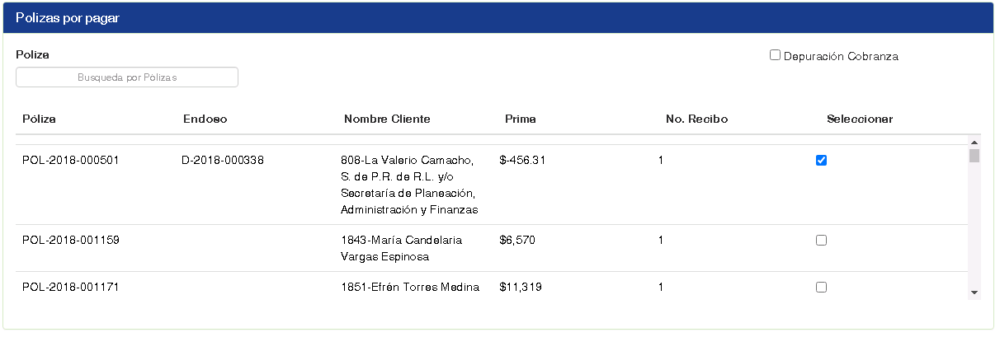 Polizas por pagar
Poliza
Depuración Cobranza
Busqueda por Pólizas
Póliza Endoso Nombre Cliente Prima No. Recibo Seleccionar
POL-2018-000501 D-2018-000338 808-La Valerio Camacho, $-456.31 1
S. de P.R. de R.L. y/o
Secretaría de Planeación,
Administración y Finanzas
POL-2018-001159 1843-María Candelaria $6,570 1
Vargas Espinosa
POL-2018-001171 1851-Efrén Torres Medina $11,319 1